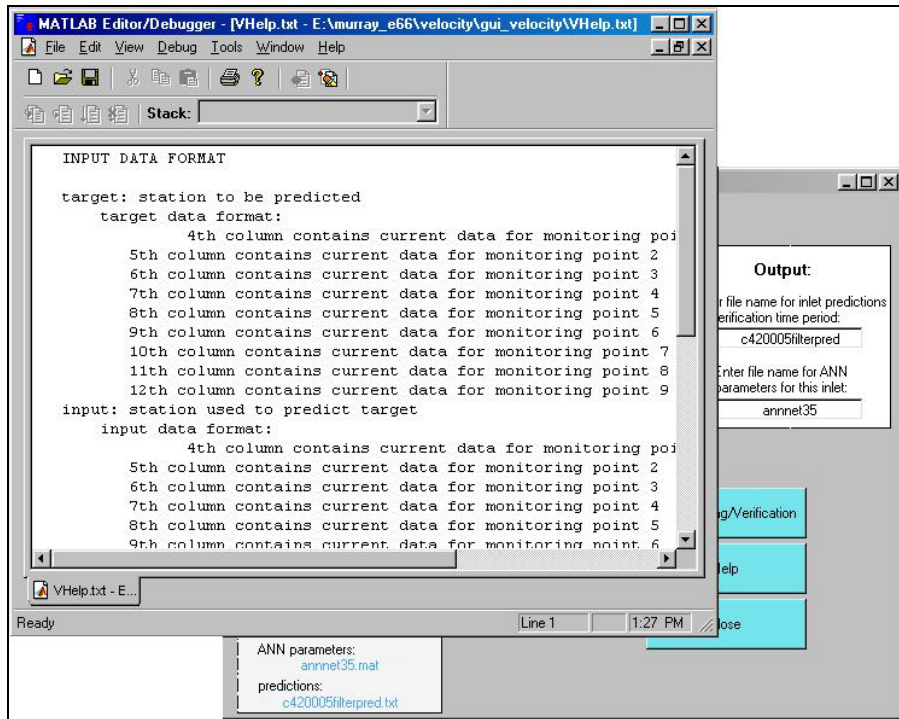 MATLAB Editor/Debugger - [VHelp.txt - E:\murray_e66\velocity\gui_velocity\VHelp.txt]
File Edit View Debug Tools Window Help
Stack:
INPUT DATA FORMAT
target: station to be predicted
target data format:
4th column contains current data for monitoring poi
5th column contains current data for monitoring point 2
6th column contains current data for monitoring point 3
7th column contains current data for monitoring point 4
8th column contains current data for monitoring point 5
9th column contains current data for monitoring point 6
10th column contains current data for monitoring point 7
11th column contains current data for monitoring point 8
12th column contains current data for monitoring point 9
input: station used to predict target
input data format:
4th column contains current data for monitoring poi
5th column contains current data for monitoring point 2
6th column contains current data for monitoring point 3
7th column contains current data for monitoring point 4
8th column contains current data for monitoring point 5
9th column contains current data for monitoring point 6
VHelp.txt - E...
Ready Line 1 1:27 PM
Output:
r file name for inlet predictions
erification time period:
c420005filterpred
Enter file name for ANN
parameters for this inlet:
annnet35
g/Verification
elp
lose
ANN parameters:
annnet35.mat
predictions:
c420005filterpred.txt